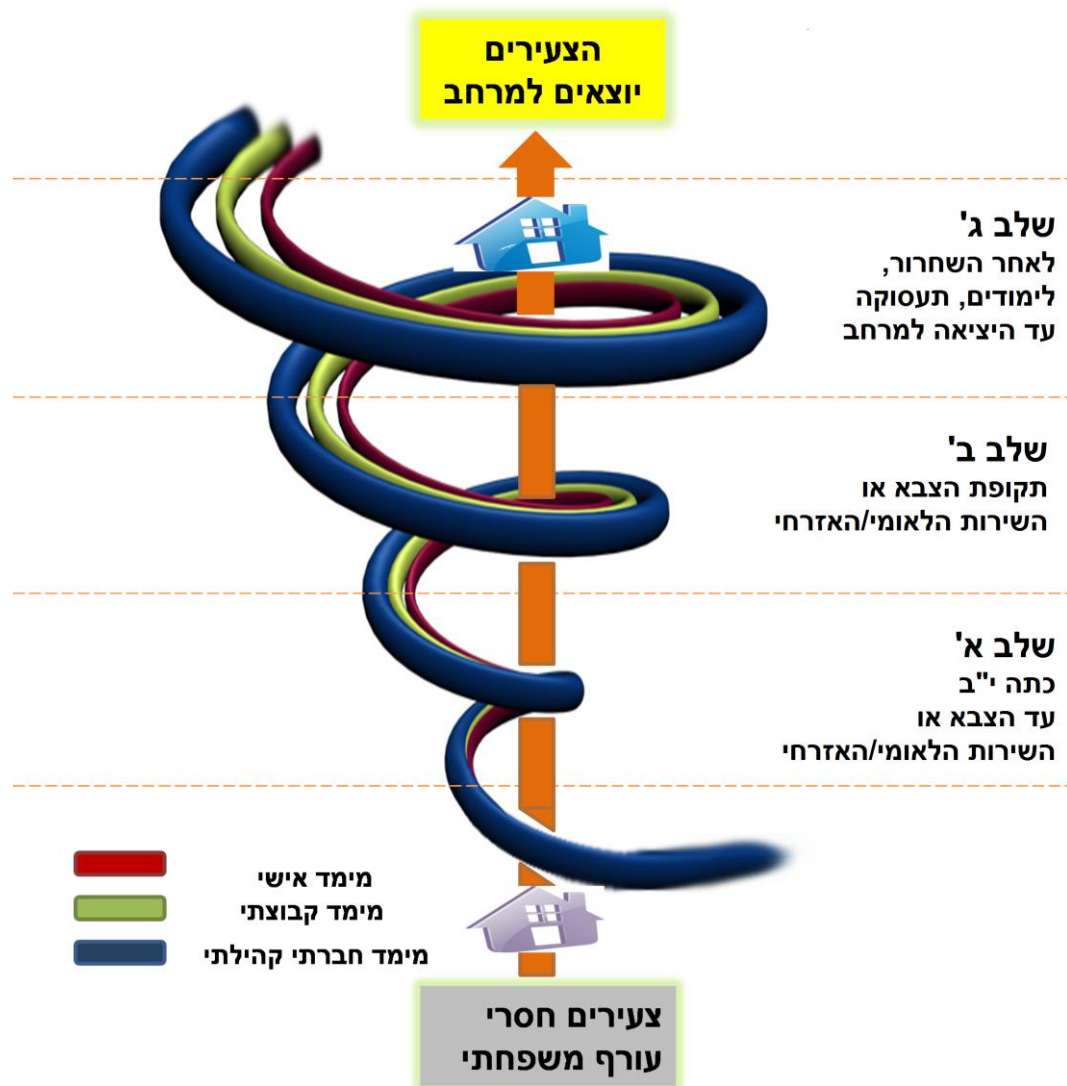 הצעירים
יוצאים למרחב
שלב ג'
לאחר השחרור,
לימודים, תעסוקה
עד היציאה למרחב
שלב ב'
תקופת הצבא או
השירות הלאומי/האזרחי
שלב א'
כתה י"ב
עד הצבא או
השירות הלאומי/האזרחי
מימד אישי
מימד קבוצתי
מימד חברתי קהילתי
צעירים חסרי
עורף משפחתי